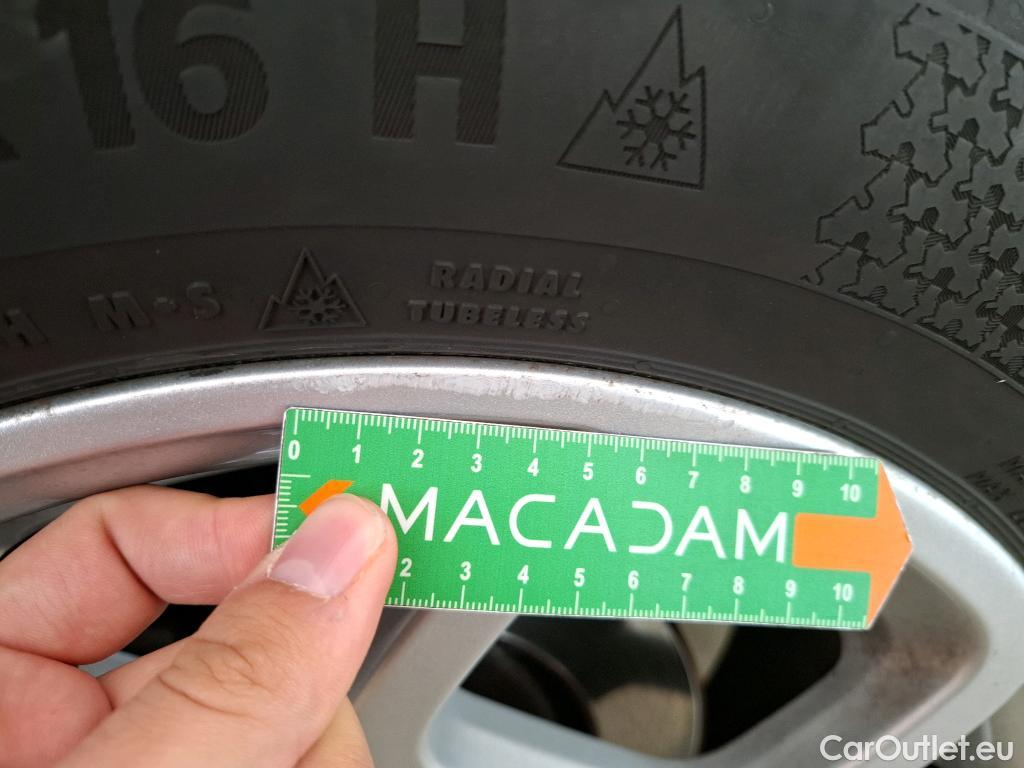 16 H
H M+S RADIAL
TUBELESS
0 1 2 3 4 5 6 7 8 9 10
MACADAM
2 3 4 5 6 7 8 9 10
MAX
CarOutlet.eu